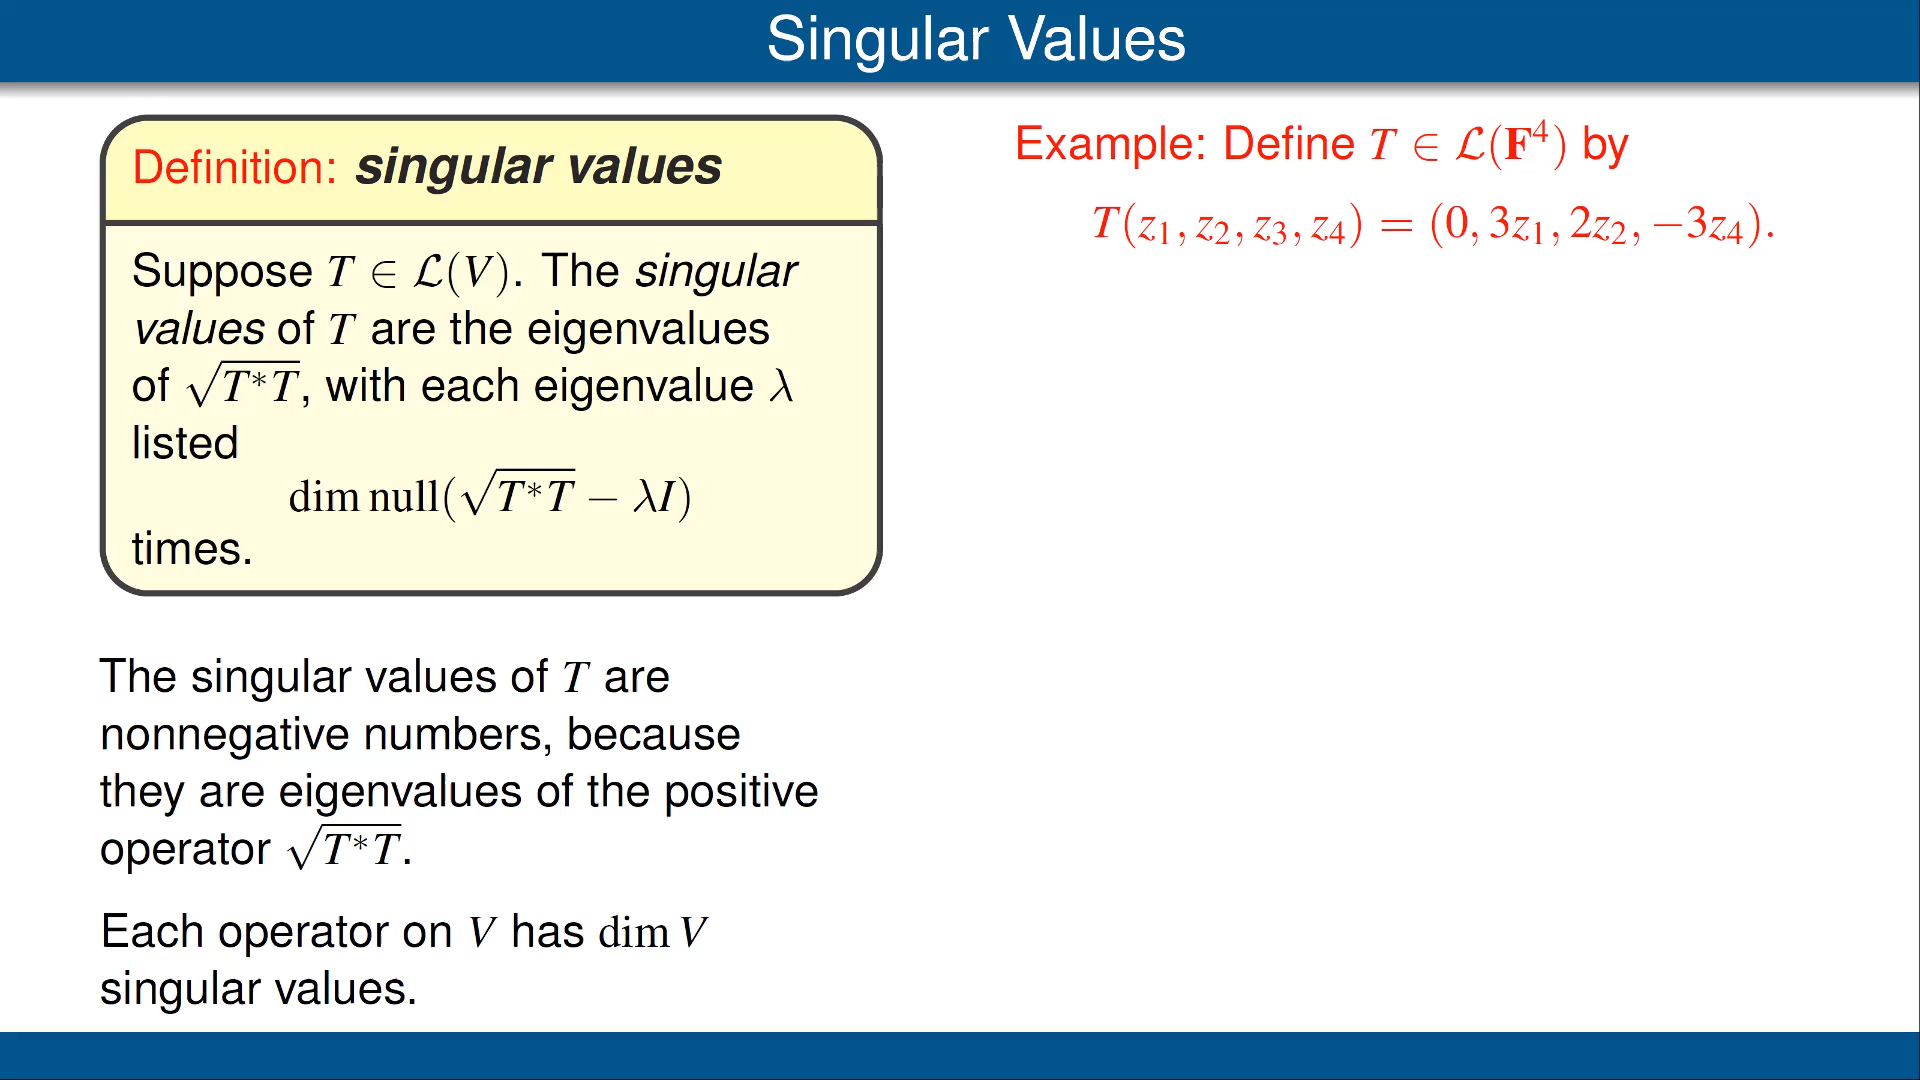 Singular Values
Definition: singular values
Suppose T ∈ ℒ(V). The singular
values of T are the eigenvalues
of √T*T, with each eigenvalue λ
listed
dim null(√T*T − λI)
times.
The singular values of T are
nonnegative numbers, because
they are eigenvalues of the positive
operator √T*T.
Each operator on V has dim V
singular values.
Example: Define T ∈ ℒ(F⁴) by
T(z₁, z₂, z₃, z₄) = (0, 3z₁, 2z₂, −3z₄).